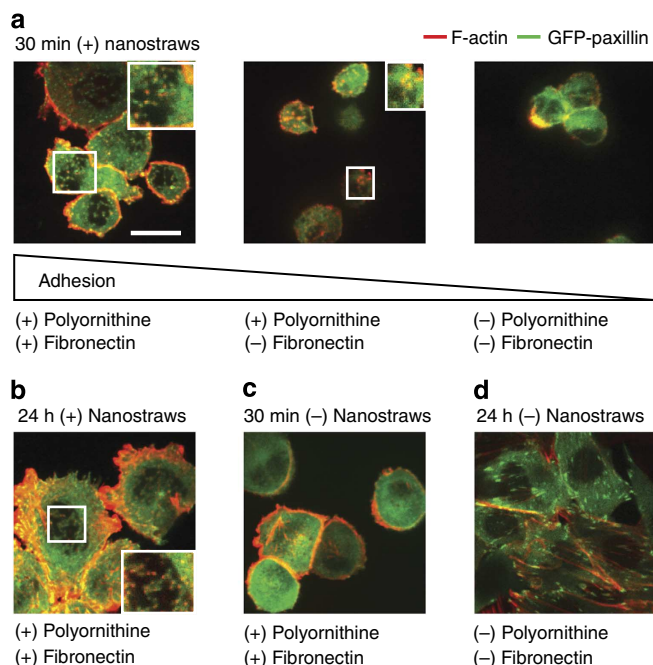 a
30 min (+) nanostraws
F-actin GFP-paxillin
Adhesion
(+) Polyornithine
(+) Fibronectin
(+) Polyornithine
(–) Fibronectin
(–) Polyornithine
(–) Fibronectin
b
24 h (+) Nanostraws
c
30 min (–) Nanostraws
d
24 h (–) Nanostraws
(+) Polyornithine
(+) Fibronectin
(+) Polyornithine
(+) Fibronectin
(–) Polyornithine
(–) Fibronectin